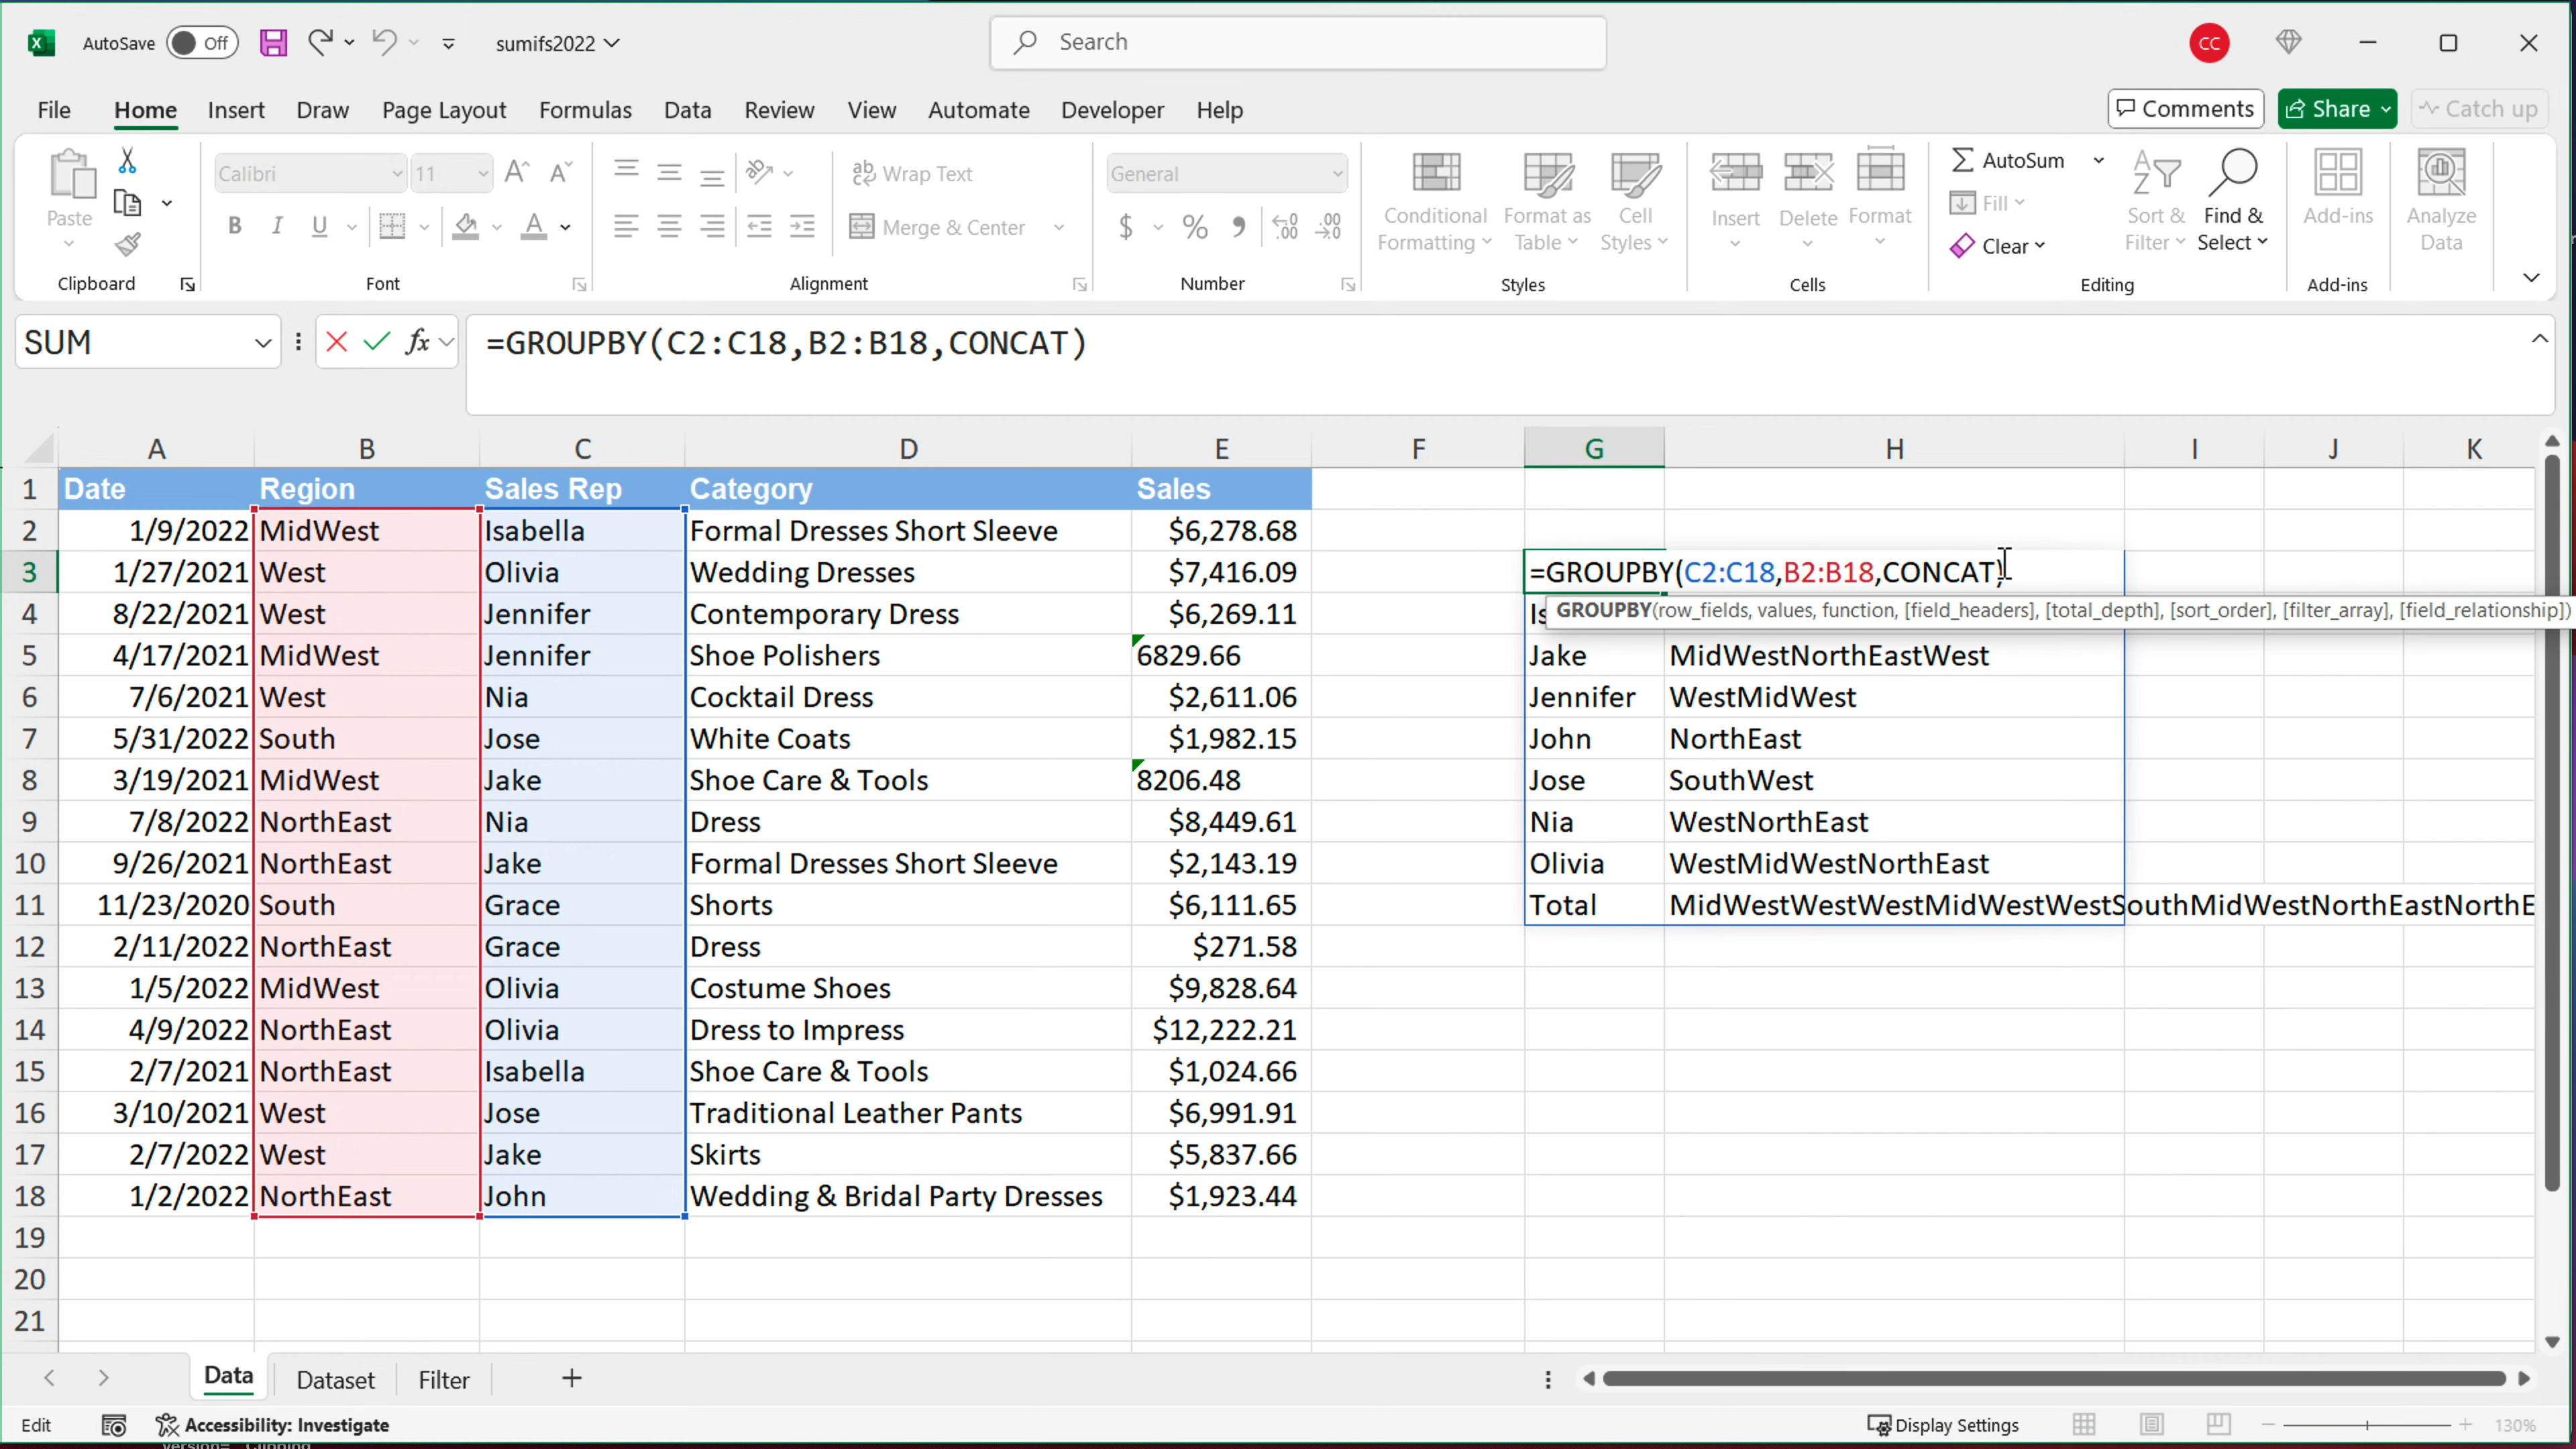 AutoSave Off sumifs2022 Search CC
File Home Insert Draw Page Layout Formulas Data Review View Automate Developer Help Comments Share Catch up
Paste Calibri 11 Wrap Text General Conditional Formatting Format as Table Cell Styles Insert Delete Format AutoSum Fill Clear Sort & Filter Find & Select Add-ins Analyze Data
B I U Merge & Center $ %
Clipboard Font Alignment Number Styles Cells Editing Add-ins
SUM fx =GROUPBY(C2:C18,B2:B18,CONCAT)
A B C D E F G H I J K
1 Date Region Sales Rep Category Sales
2 1/9/2022 MidWest Isabella Formal Dresses Short Sleeve $6,278.68
3 1/27/2021 West Olivia Wedding Dresses $7,416.09 =GROUPBY(C2:C18,B2:B18,CONCAT)
4 8/22/2021 West Jennifer Contemporary Dress $6,269.11 Is GROUPBY(row_fields, values, function, [field_headers], [total_depth], [sort_order], [filter_array], [field_relationship])
5 4/17/2021 MidWest Jennifer Shoe Polishers 6829.66 Jake MidWestNorthEastWest
6 7/6/2021 West Nia Cocktail Dress $2,611.06 Jennifer WestMidWest
7 5/31/2022 South Jose White Coats $1,982.15 John NorthEast
8 3/19/2021 MidWest Jake Shoe Care & Tools 8206.48 Jose SouthWest
9 7/8/2022 NorthEast Nia Dress $8,449.61 Nia WestNorthEast
10 9/26/2021 NorthEast Jake Formal Dresses Short Sleeve $2,143.19 Olivia WestMidWestNorthEast
11 11/23/2020 South Grace Shorts $6,111.65 Total MidWestWestWestMidWestWestSouthMidWestNorthEastNorthE
12 2/11/2022 NorthEast Grace Dress $271.58
13 1/5/2022 MidWest Olivia Costume Shoes $9,828.64
14 4/9/2022 NorthEast Olivia Dress to Impress $12,222.21
15 2/7/2021 NorthEast Isabella Shoe Care & Tools $1,024.66
16 3/10/2021 West Jose Traditional Leather Pants $6,991.91
17 2/7/2022 West Jake Skirts $5,837.66
18 1/2/2022 NorthEast John Wedding & Bridal Party Dresses $1,923.44
19
20
21
Data Dataset Filter
Edit Accessibility: Investigate Display Settings 130%